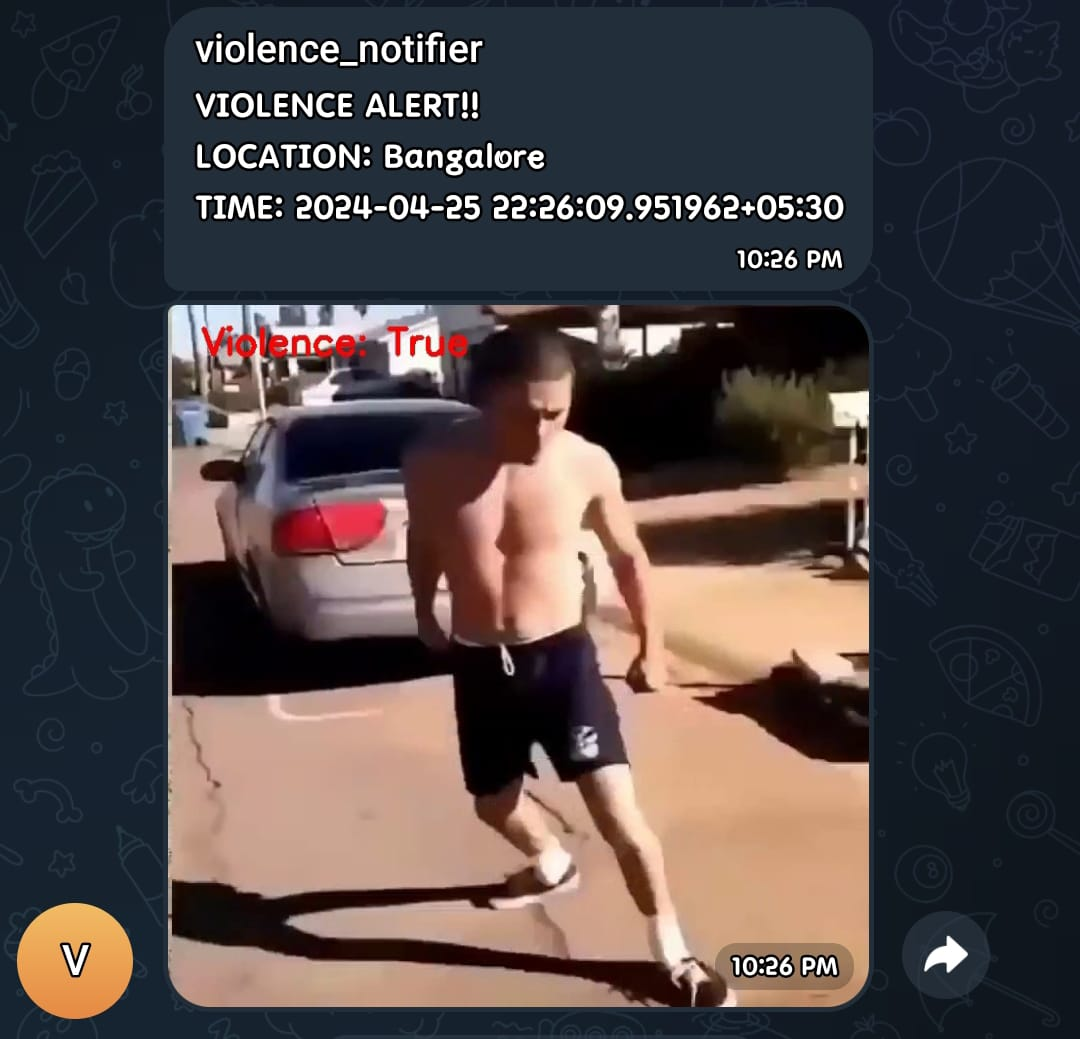 violence_notifier
VIOLENCE ALERT!!
LOCATION: Bangalore
TIME: 2024-04-25 22:26:09.951962+05:30
10:26 PM
Violence: True
10:26 PM
V